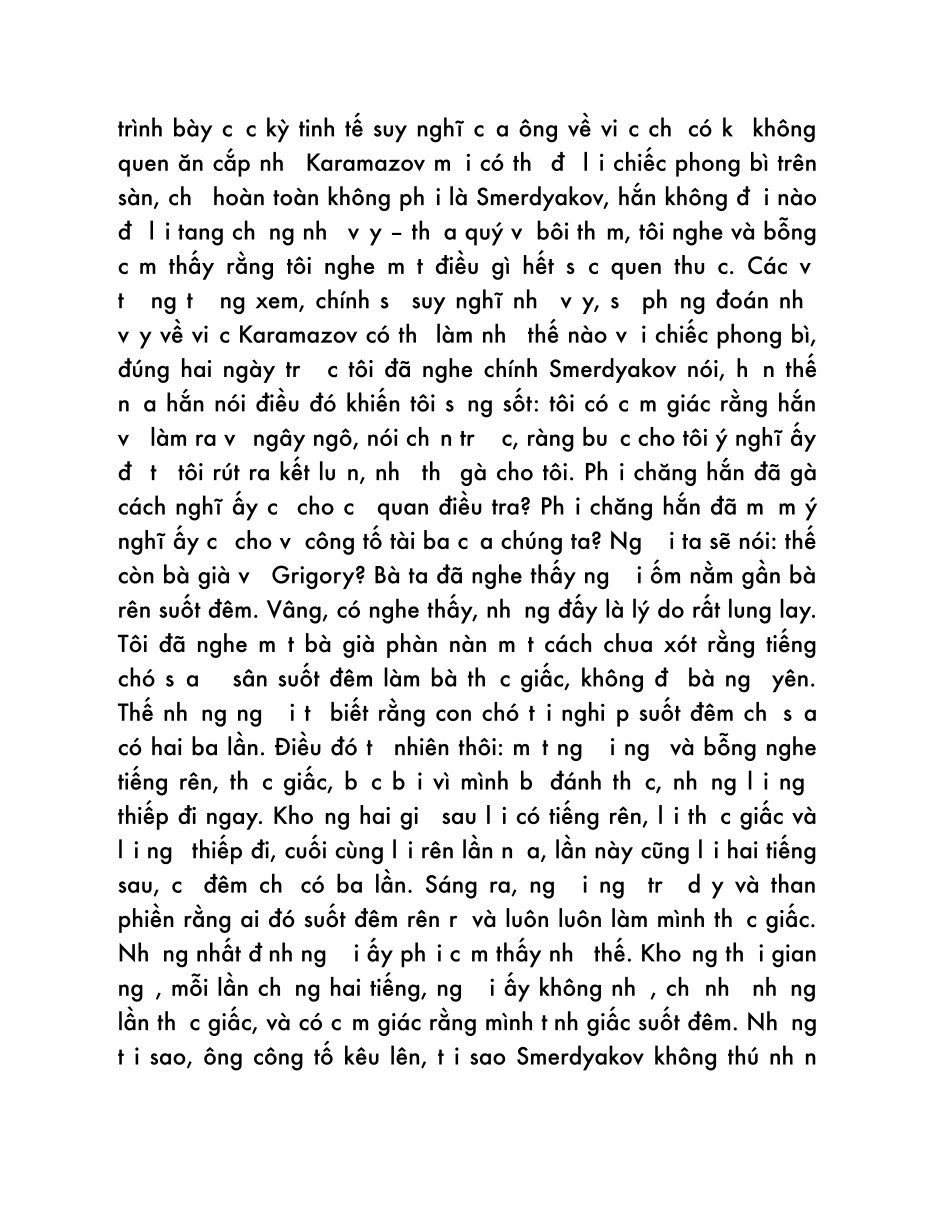 trình bày c c kỳ tinh tế suy nghĩ c a ông về vi c ch có k không
quen ăn cắp nh Karamazov m i có th đ l i chiếc phong bì trên
sàn, ch hoàn toàn không ph i là Smerdyakov, hắn không đ i nào
đ l i tang ch ng nh v y – th a quý v bôi th m, tôi nghe và bỗng
c m thấy rằng tôi nghe m t điều gì hết s c quen thu c. Các v
t ng t ng xem, chính s suy nghĩ nh v y, s ph ng đoán nh
v y về vi c Karamazov có th làm nh thế nào v i chiếc phong bì,
đúng hai ngày tr c tôi đã nghe chính Smerdyakov nói, h n thế
n a hắn nói điều đó khiến tôi s ng sốt: tôi có c m giác rằng hắn
v làm ra v ngây ngô, nói ch n tr c, ràng bu c cho tôi ý nghĩ ấy
đ t tôi rút ra kết lu n, nh th gà cho tôi. Ph i chăng hắn đã gà
cách nghĩ ấy c cho c quan điều tra? Ph i chăng hắn đã m m ý
nghĩ ấy c cho v công tố tài ba c a chúng ta? Ng i ta sẽ nói: thế
còn bà già v Grigory? Bà ta đã nghe thấy ng i ốm nằm gần bà
rên suốt đêm. Vâng, có nghe thấy, nh ng đấy là lý do rất lung lay.
Tôi đã nghe m t bà già phàn nàn m t cách chua xót rằng tiếng
chó s a sân suốt đêm làm bà th c giấc, không đ bà ng yên.
Thế nh ng ng i t biết rằng con chó t i nghi p suốt đêm ch s a
có hai ba lần. Điều đó t nhiên thôi: m t ng i ng và bỗng nghe
tiếng rên, th c giấc, b c b i vì mình b đánh th c, nh ng l i ng
thiếp đi ngay. Kho ng hai gi sau l i có tiếng rên, l i th c giấc và
l i ng thiếp đi, cuối cùng l i rên lần n a, lần này cũng l i hai tiếng
sau, c đêm ch có ba lần. Sáng ra, ng i ng tr d y và than
phiền rằng ai đó suốt đêm rên r và luôn luôn làm mình th c giấc.
Nh ng nhất đ nh ng i ấy ph i c m thấy nh thế. Kho ng th i gian
ng , mỗi lần ch ng hai tiếng, ng i ấy không nh , ch nh nh ng
lần th c giấc, và có c m giác rằng mình t nh giấc suốt đêm. Nh ng
t i sao, ông công tố kêu lên, t i sao Smerdyakov không thú nh n